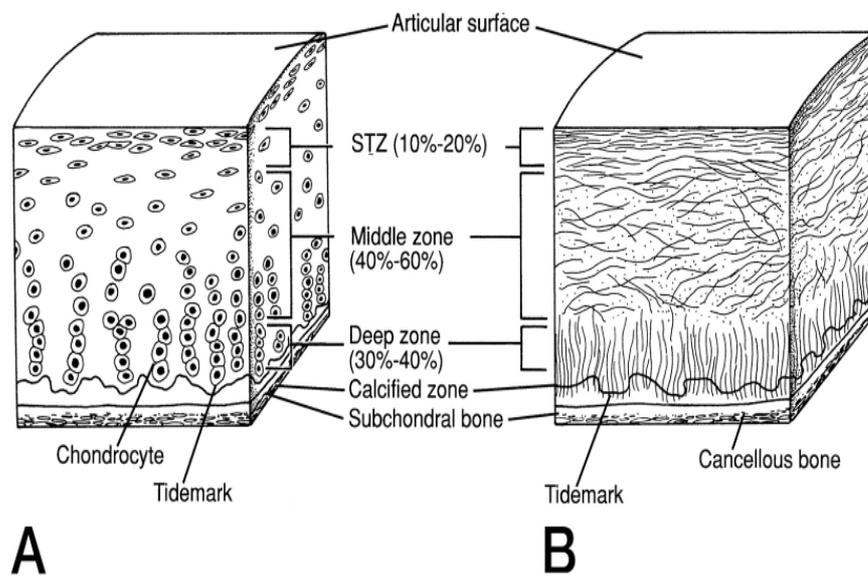 Articular surface
STZ (10%-20%)
Middle zone
(40%-60%)
Deep zone
(30%-40%)
Calcified zone
Subchondral bone
Chondrocyte
Cancellous bone
Tidemark
Tidemark
A
B